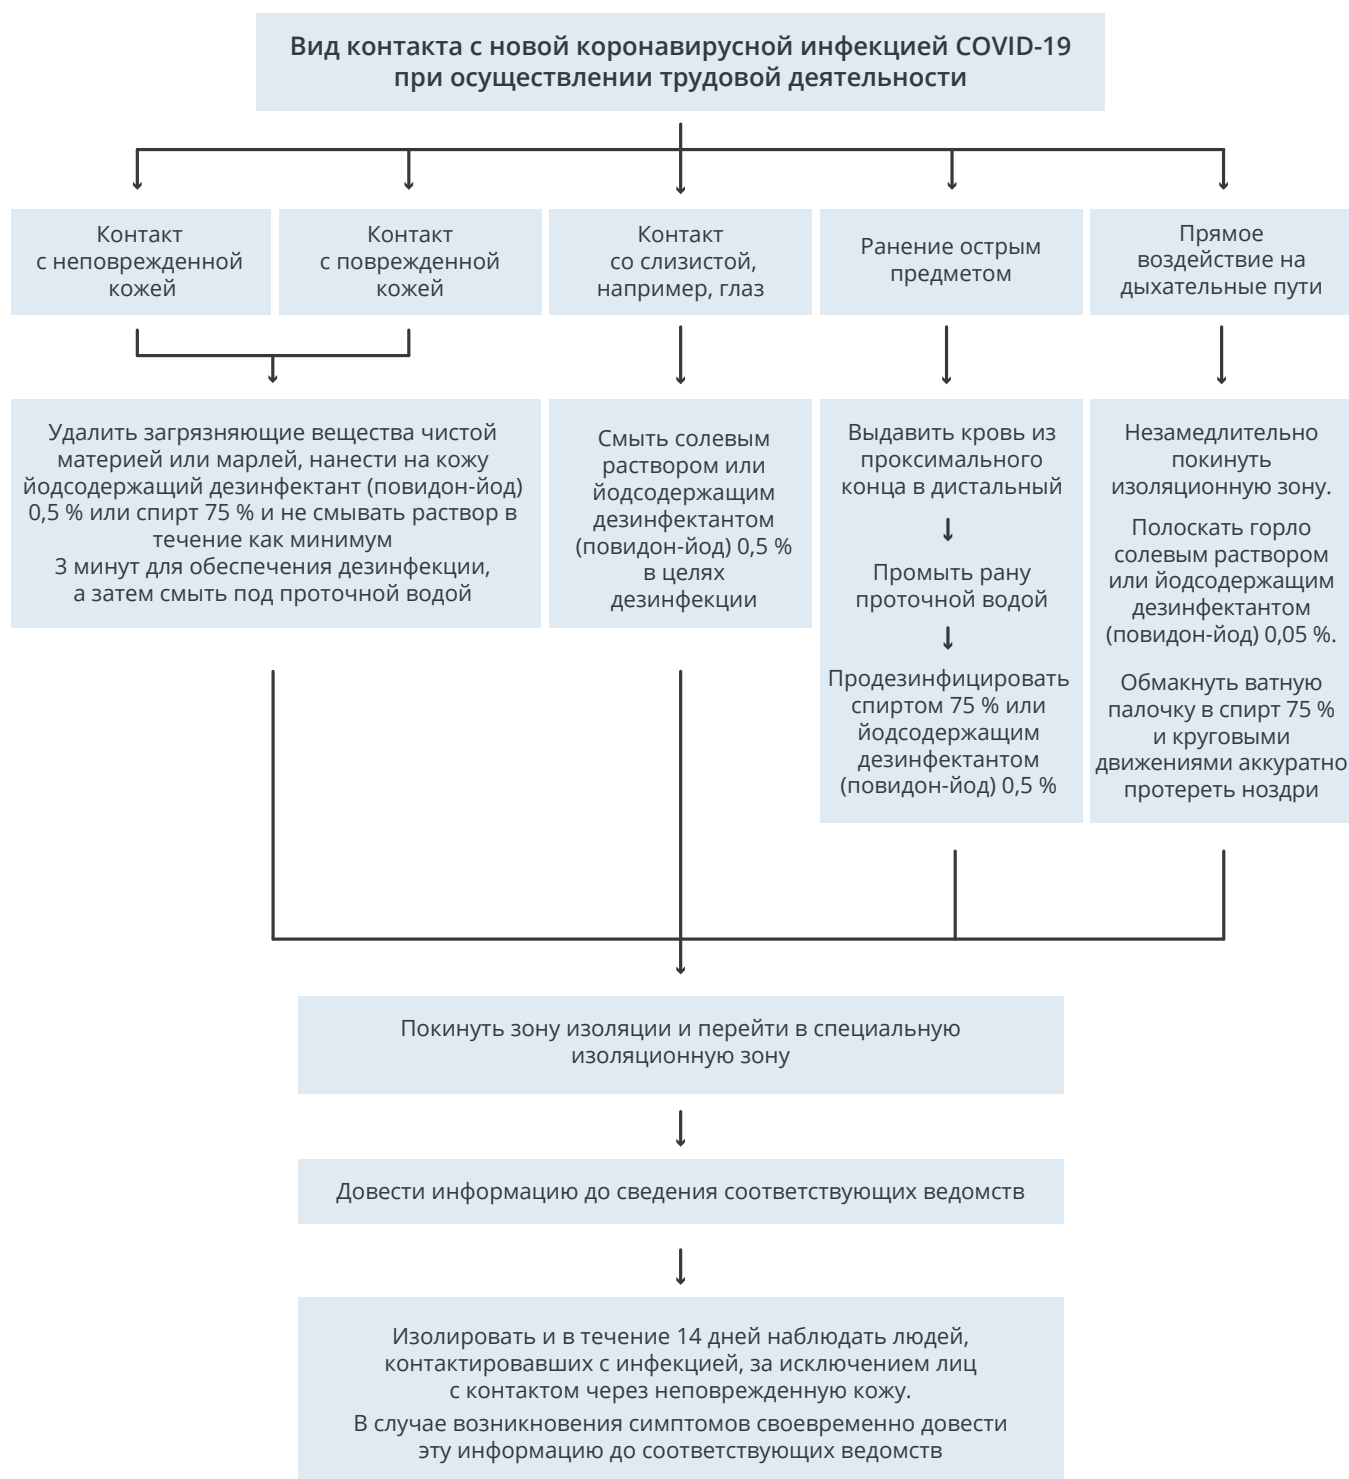 Вид контакта с новой коронавирусной инфекцией COVID-19
при осуществлении трудовой деятельности
Контакт
с неповрежденной
кожей
Контакт
с поврежденной
кожей
Контакт
со слизистой,
например, глаз
Ранение острым
предметом
Прямое
воздействие на
дыхательные пути
Удалить загрязняющие вещества чистой
материей или марлей, нанести на кожу
йодсодержащий дезинфектант (повидон-йод)
0,5 % или спирт 75 % и не смывать раствор в
течение как минимум
3 минут для обеспечения дезинфекции,
а затем смыть под проточной водой
Смыть солевым
раствором или
йодсодержащим
дезинфектантом
(повидон-йод) 0,5 %
в целях
дезинфекции
Выдавить кровь из
проксимального
конца в дистальный
Промыть рану
проточной водой
Продезинфицировать
спиртом 75 % или
йодсодержащим
дезинфектантом
(повидон-йод) 0,5 %
Незамедлительно
покинуть
изоляционную зону.
Полоскать горло
солевым раствором
или йодсодержащим
дезинфектантом
(повидон-йод) 0,05 %.
Обмакнуть ватную
палочку в спирт 75 %
и круговыми
движениями аккуратно
протереть ноздри
Покинуть зону изоляции и перейти в специальную
изоляционную зону
Довести информацию до сведения соответствующих ведомств
Изолировать и в течение 14 дней наблюдать людей,
контактировавших с инфекцией, за исключением лиц
с контактом через неповрежденную кожу.
В случае возникновения симптомов своевременно довести
эту информацию до соответствующих ведомств